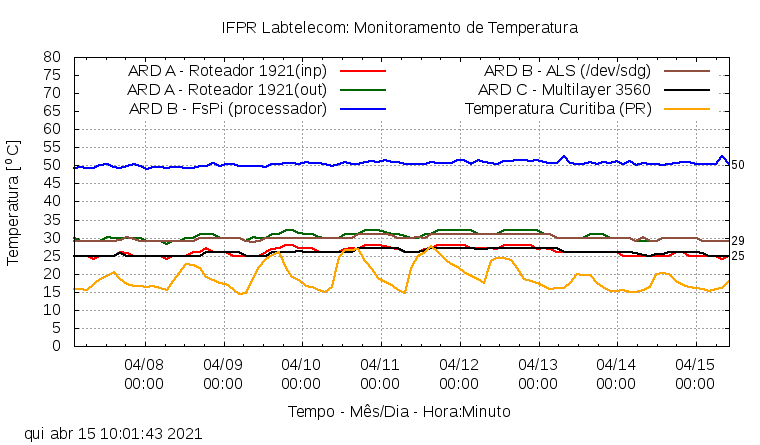 IFPR Labtelecom: Monitoramento de Temperatura
Temperatura [ºC]
80
75
70
65
60
55
50
45
40
35
30
25
20
15
10
5
0
ARD A - Roteador 1921(inp)
ARD A - Roteador 1921(out)
ARD B - FsPi (processador)
ARD B - ALS (/dev/sdg)
ARD C - Multilayer 3560
Temperatura Curitiba (PR)
50
29
25
04/08 04/09 04/10 04/11 04/12 04/13 04/14 04/15
00:00 00:00 00:00 00:00 00:00 00:00 00:00 00:00
Tempo - Mês/Dia - Hora:Minuto
qui abr 15 10:01:43 2021